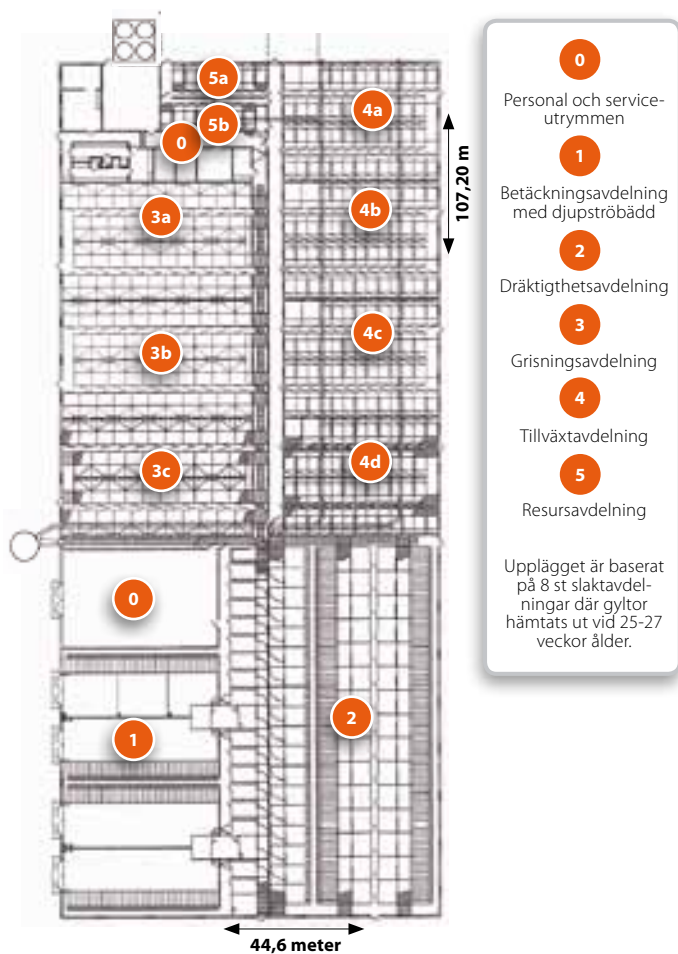 5a
4a
5b
0
107,20 m
3a
4b
3b
4c
3c
4d
0
2
1
44,6 meter
0
Personal och service-
utrymmen
1
Betäckningsavdelning
med djupströbädd
2
Dräktigthetsavdelning
3
Grisningsavdelning
4
Tillväxtavdelning
5
Resursavdelning
Upplägget är baserat
på 8 st slaktavdel-
ningar där gyltor
hämtats ut vid 25-27
veckor ålder.